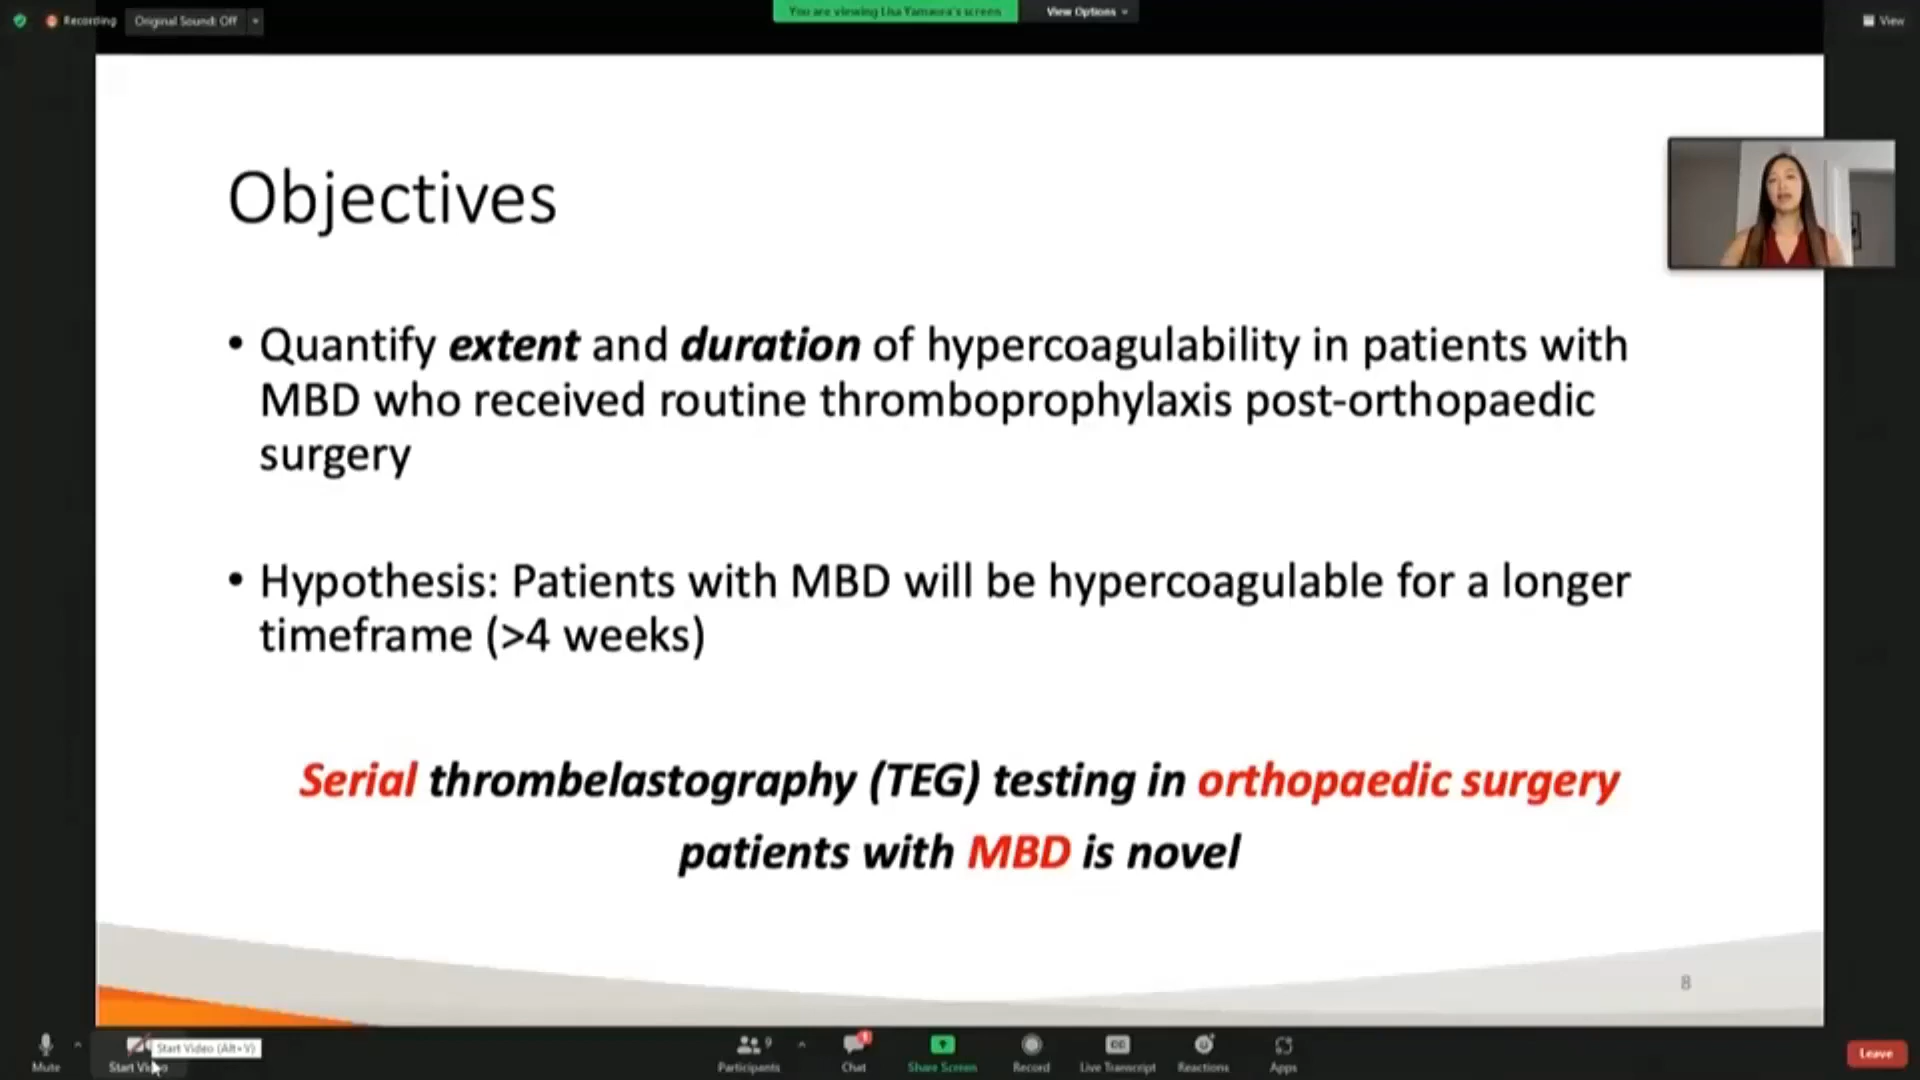 Recording
Original Sound: Off
You are viewing Lisa Yamaura's screen
View Options
View
Objectives
• Quantify extent and duration of hypercoagulability in patients with
MBD who received routine thromboprophylaxis post-orthopaedic
surgery
• Hypothesis: Patients with MBD will be hypercoagulable for a longer
timeframe (>4 weeks)
Serial thrombelastography (TEG) testing in orthopaedic surgery
patients with MBD is novel
8
Start Video (Alt+V)
9
Mute
Start Video
Participants
Chat
Share Screen
Record
Live Transcript
Reactions
Apps
Leave